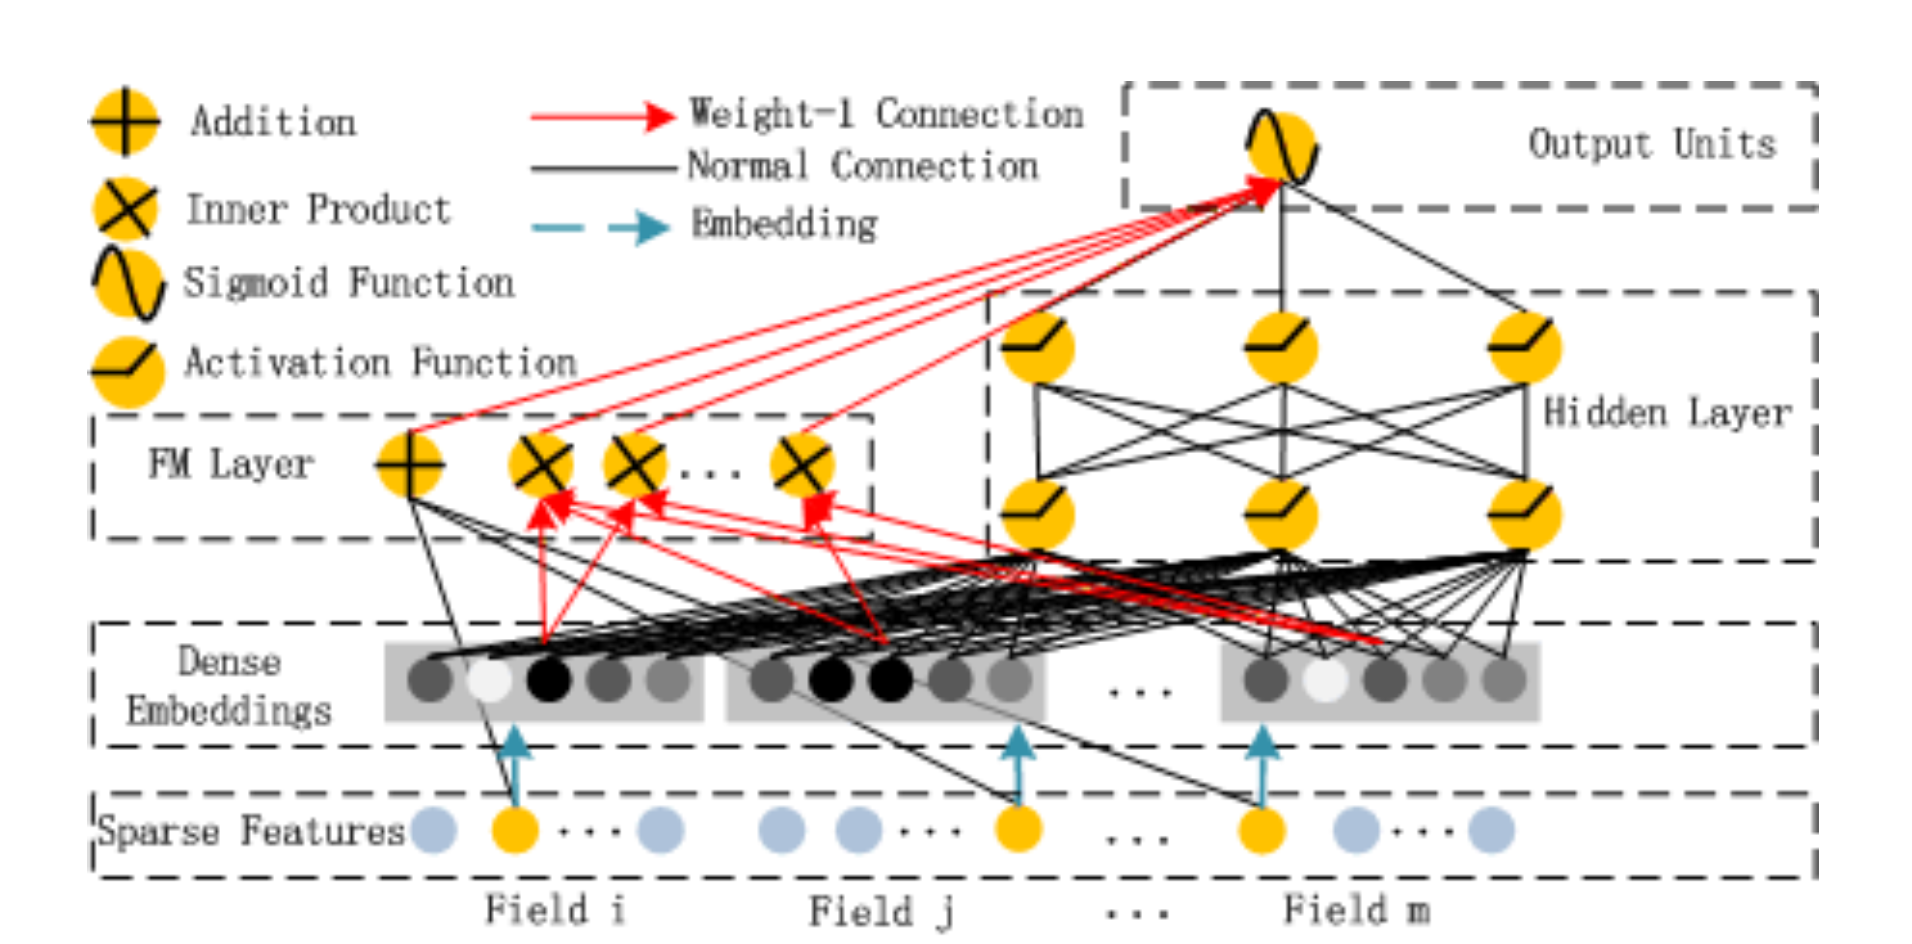 Addition
Inner Product
Sigmoid Function
Activation Function
Weight-1 Connection
Normal Connection
Embedding
Output Units
Hidden Layer
FM Layer
...
Dense
Embeddings
...
Sparse Features
... ... ... ...
Field i Field j ... Field m